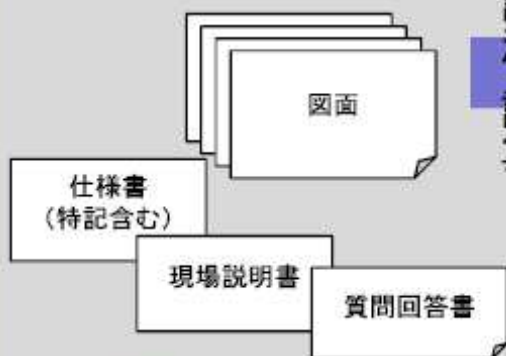 図面
仕様書
（特記含む）
現場説明書
質問回答書